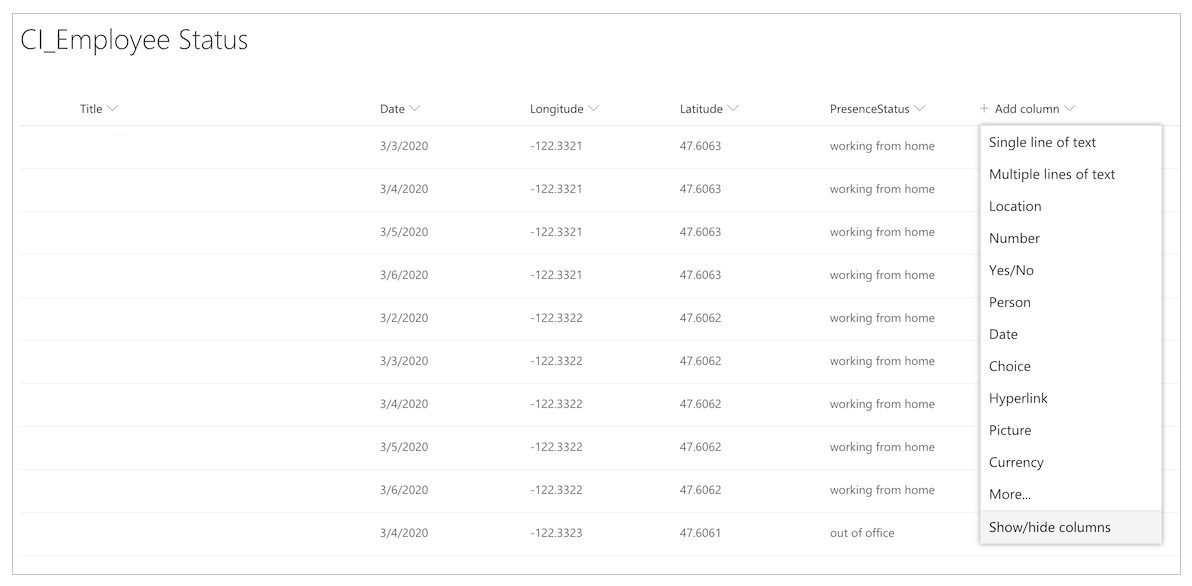 CI_Employee Status
Title Date Longitude Latitude PresenceStatus + Add column
3/3/2020 -122.3321 47.6063 working from home
3/4/2020 -122.3321 47.6063 working from home
3/5/2020 -122.3321 47.6063 working from home
3/6/2020 -122.3321 47.6063 working from home
3/2/2020 -122.3322 47.6062 working from home
3/3/2020 -122.3322 47.6062 working from home
3/4/2020 -122.3322 47.6062 working from home
3/5/2020 -122.3322 47.6062 working from home
3/6/2020 -122.3322 47.6062 working from home
3/4/2020 -122.3323 47.6061 out of office
Single line of text
Multiple lines of text
Location
Number
Yes/No
Person
Date
Choice
Hyperlink
Picture
Currency
More...
Show/hide columns